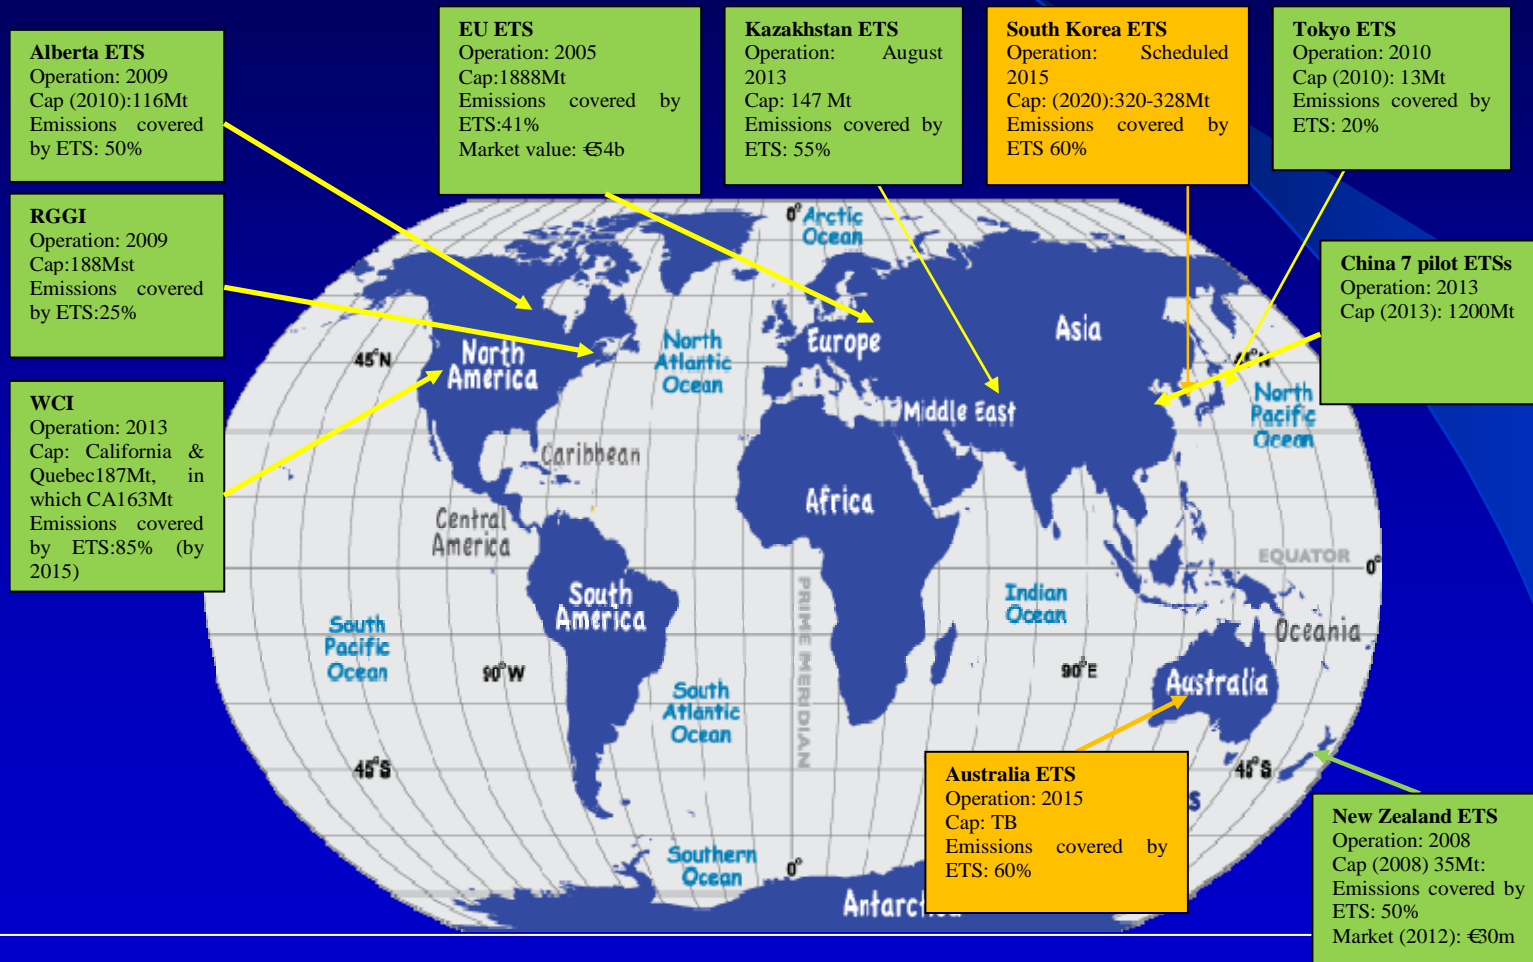 Alberta ETS
Operation: 2009
Cap (2010):116Mt
Emissions covered
by ETS: 50%
EU ETS
Operation: 2005
Cap:1888Mt
Emissions covered by
ETS:41%
Market value: €54b
Kazakhstan ETS
Operation: August
2013
Cap: 147 Mt
Emissions covered by
ETS: 55%
South Korea ETS
Operation: Scheduled
2015
Cap: (2020):320-328Mt
Emissions covered by
ETS 60%
Tokyo ETS
Operation: 2010
Cap (2010): 13Mt
Emissions covered by
ETS: 20%
RGGI
Operation: 2009
Cap:188Mst
Emissions covered
by ETS:25%
China 7 pilot ETSs
Operation: 2013
Cap (2013): 1200Mt
WCI
Operation: 2013
Cap: California &
Quebec187Mt, in
which CA163Mt
Emissions covered
by ETS:85% (by
2015)
0°
Arctic
Ocean
45°N
North
America
North
Atlantic
Ocean
Europe
Asia
45°N
Middle East
North
Pacific
Ocean
Caribbean
Central
America
Africa
EQUATOR
0°
South
America
PRIME MERIDIAN
Indian
Ocean
Oceania
South
Pacific
Ocean
90°W
90°E
Australia
South
Atlantic
Ocean
45°S
45°S
Southern
Ocean
0°
Australia ETS
Operation: 2015
Cap: TB
Emissions covered by
ETS: 60%
New Zealand ETS
Operation: 2008
Cap (2008) 35Mt:
Emissions covered by
ETS: 50%
Market (2012): €30m